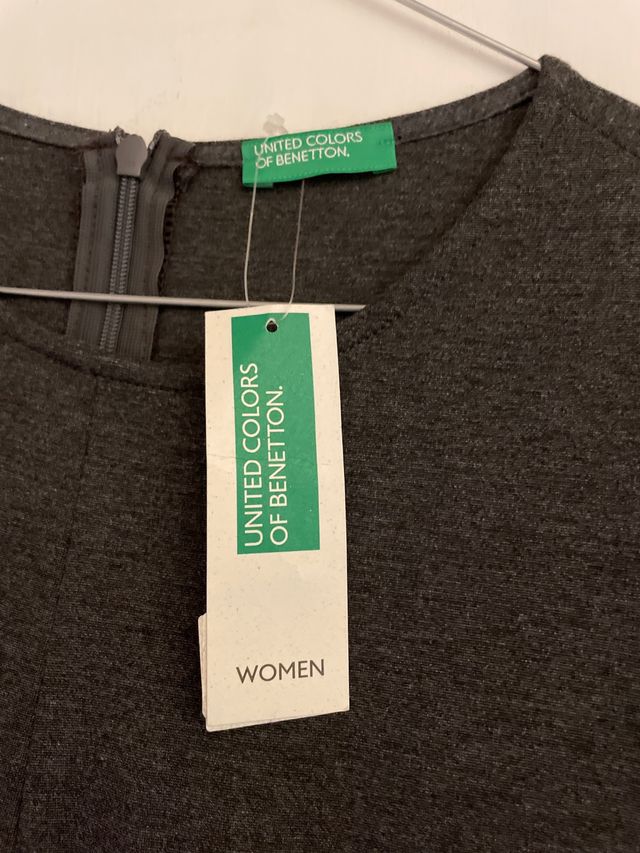 UNITED COLORS
OF BENETTON.
UNITED COLORS
OF BENETTON.
WOMEN